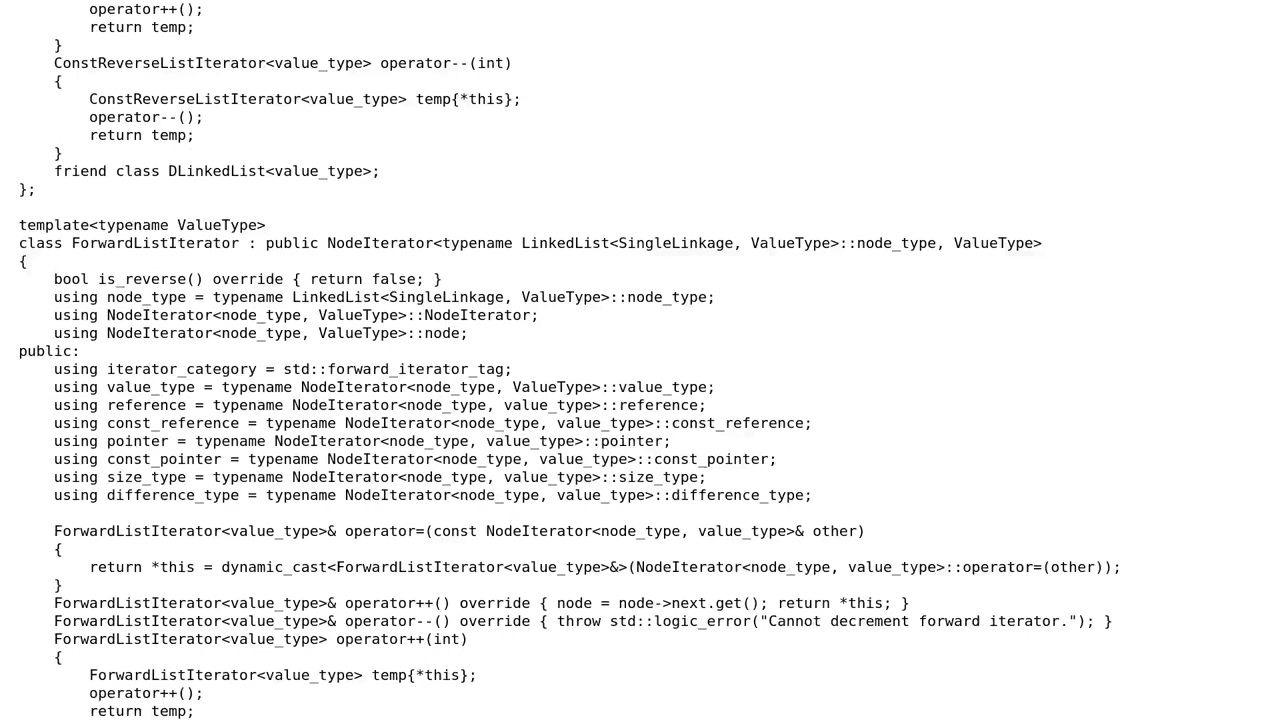 operator++();
        return temp;
    }
    ConstReverseListIterator<value_type> operator--(int)
    {
        ConstReverseListIterator<value_type> temp{*this};
        operator--();
        return temp;
    }
    friend class DLinkedList<value_type>;
};

template<typename ValueType>
class ForwardListIterator : public NodeIterator<typename LinkedList<SingleLinkage, ValueType>::node_type, ValueType>
{
    bool is_reverse() override { return false; }
    using node_type = typename LinkedList<SingleLinkage, ValueType>::node_type;
    using NodeIterator<node_type, ValueType>::NodeIterator;
    using NodeIterator<node_type, ValueType>::node;
public:
    using iterator_category = std::forward_iterator_tag;
    using value_type = typename NodeIterator<node_type, ValueType>::value_type;
    using reference = typename NodeIterator<node_type, value_type>::reference;
    using const_reference = typename NodeIterator<node_type, value_type>::const_reference;
    using pointer = typename NodeIterator<node_type, value_type>::pointer;
    using const_pointer = typename NodeIterator<node_type, value_type>::const_pointer;
    using size_type = typename NodeIterator<node_type, value_type>::size_type;
    using difference_type = typename NodeIterator<node_type, value_type>::difference_type;

    ForwardListIterator<value_type>& operator=(const NodeIterator<node_type, value_type>& other)
    {
        return *this = dynamic_cast<ForwardListIterator<value_type>&>(NodeIterator<node_type, value_type>::operator=(other));
    }
    ForwardListIterator<value_type>& operator++() override { node = node->next.get(); return *this; }
    ForwardListIterator<value_type>& operator--() override { throw std::logic_error("Cannot decrement forward iterator."); }
    ForwardListIterator<value_type> operator++(int)
    {
        ForwardListIterator<value_type> temp{*this};
        operator++();
        return temp;